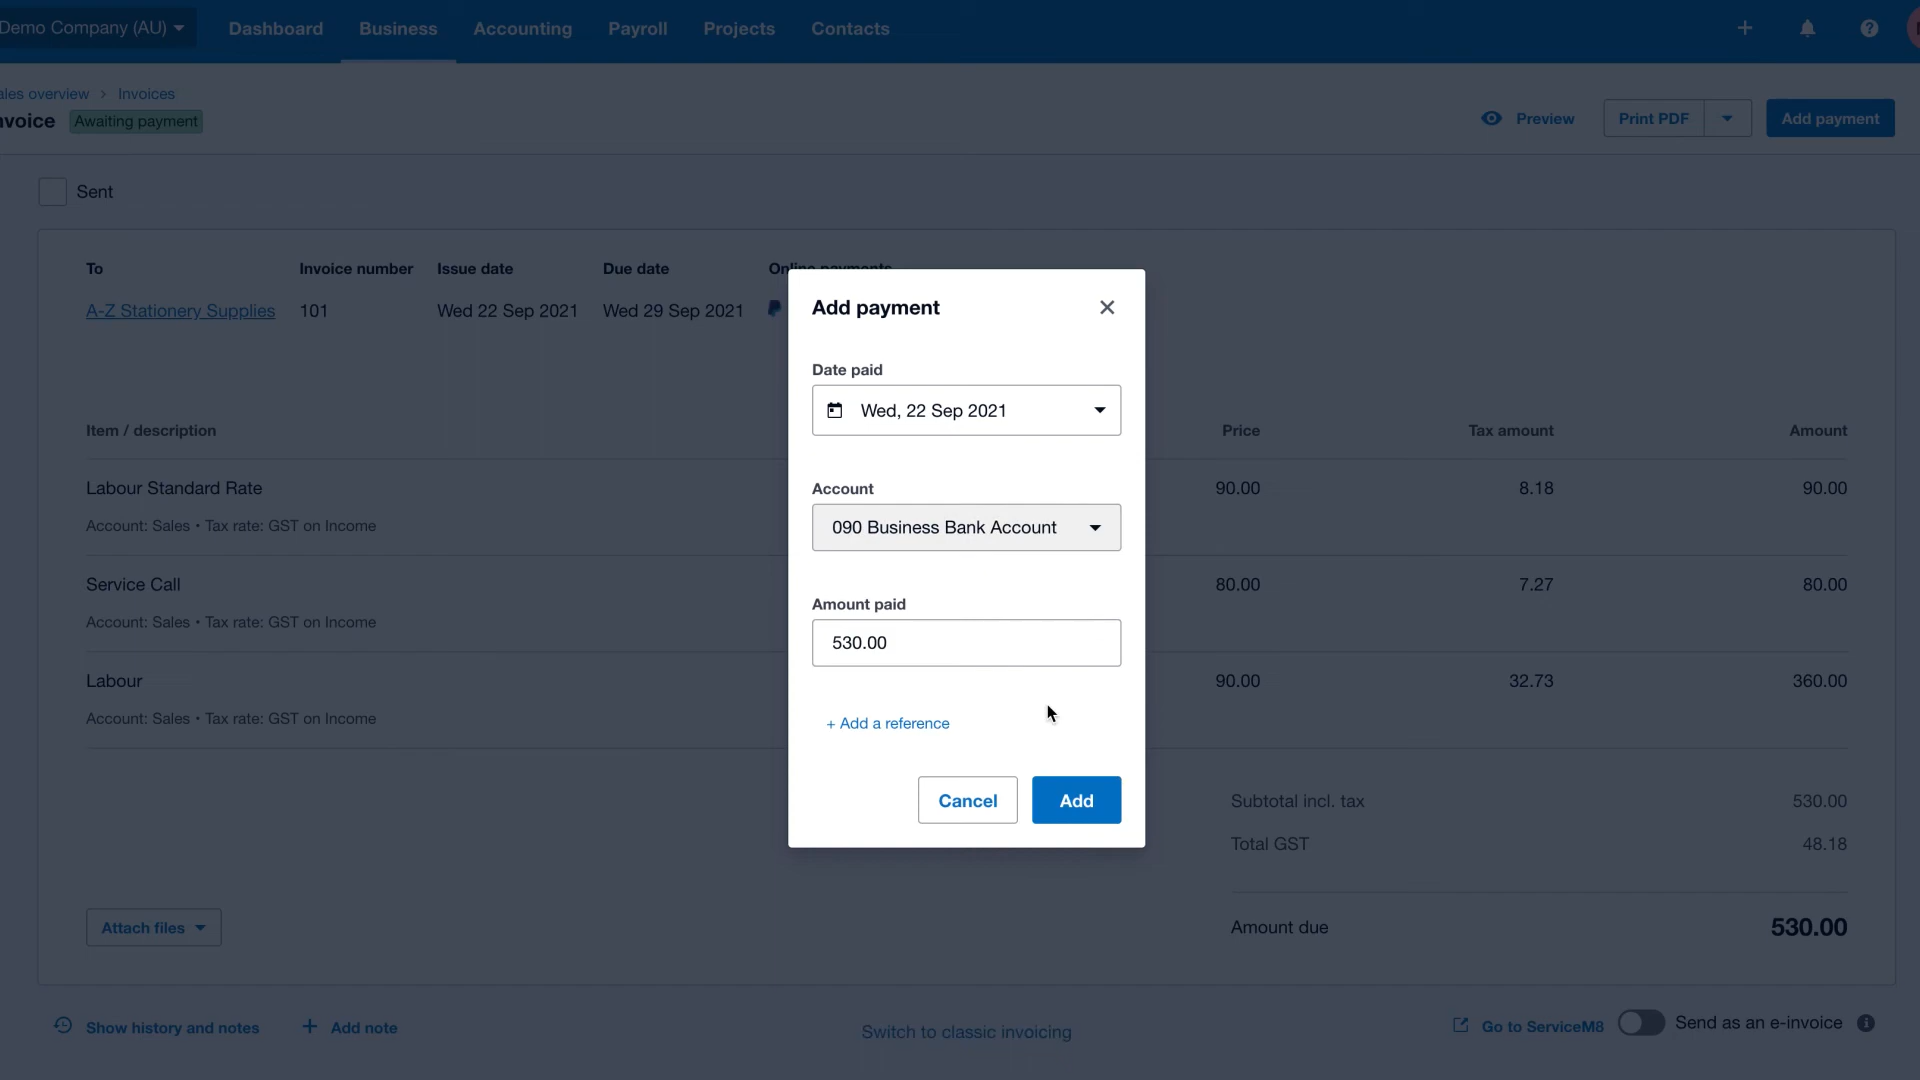 Demo Company (AU)
Dashboard
Business
Accounting
Payroll
Projects
Contacts
ales overview > Invoices
nvoice
Awaiting payment
Preview
Print PDF
Add payment
Sent
To
Invoice number
Issue date
Due date
Online payments
A-Z Stationery Supplies
101
Wed 22 Sep 2021
Wed 29 Sep 2021
Item / description
Price
Tax amount
Amount
Labour Standard Rate
90.00
8.18
90.00
Account: Sales • Tax rate: GST on Income
Service Call
80.00
7.27
80.00
Account: Sales • Tax rate: GST on Income
Labour
90.00
32.73
360.00
Account: Sales • Tax rate: GST on Income
Subtotal incl. tax
530.00
Total GST
48.18
Amount due
530.00
Attach files
Show history and notes
+ Add note
Switch to classic invoicing
Go to ServiceM8
Send as an e-invoice
Add payment
Date paid
Wed, 22 Sep 2021
Account
090 Business Bank Account
Amount paid
530.00
+ Add a reference
Cancel
Add